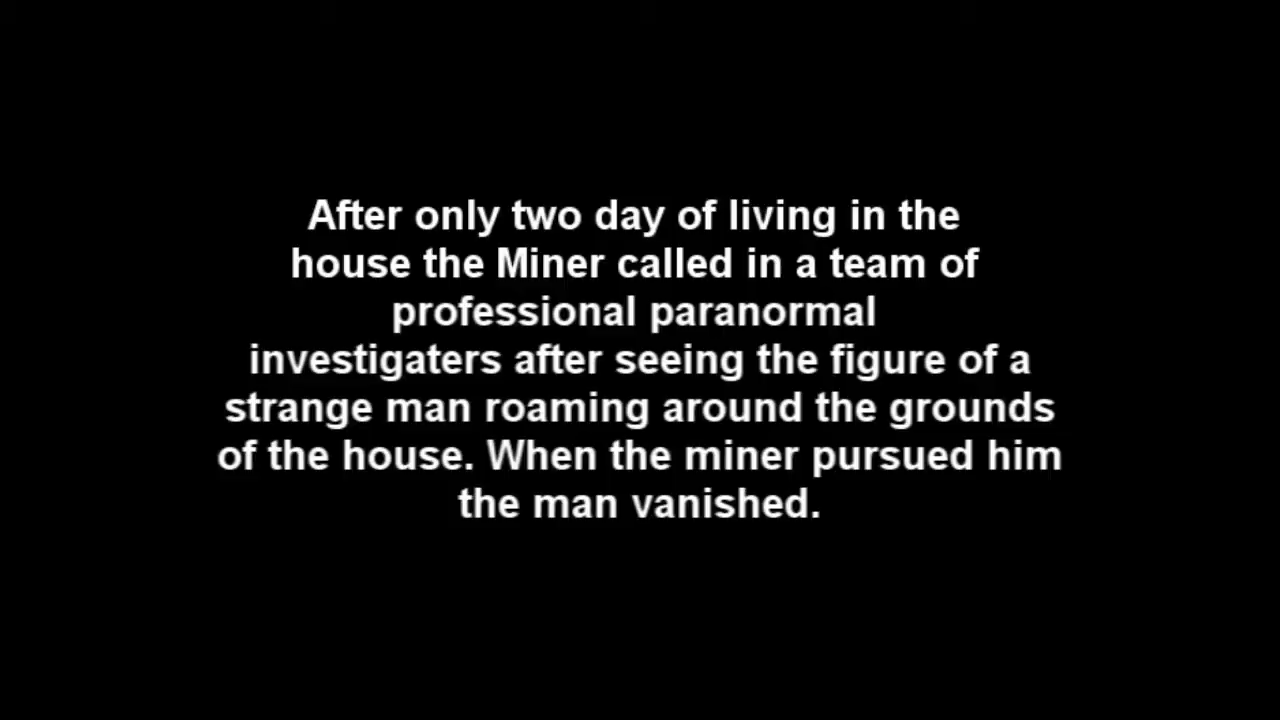 After only two day of living in the
house the Miner called in a team of
professional paranormal
investigaters after seeing the figure of a
strange man roaming around the grounds
of the house. When the miner pursued him
the man vanished.